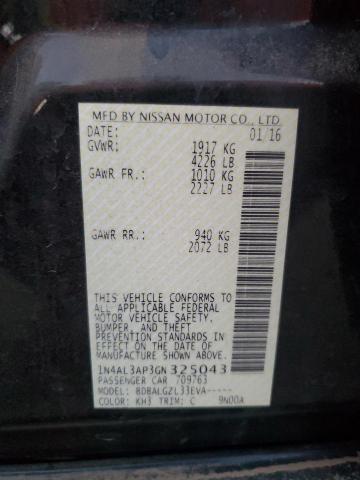 MFD BY NISSAN MOTOR CO., LTD.
DATE: 01/16
GVWR: 1917 KG
4226 LB
GAWR FR: 1010 KG
2227 LB
GAWR RR: 940 KG
2072 LB
THIS VEHICLE CONFORMS TO
ALL APPLICABLE FEDERAL
MOTOR VEHICLE SAFETY,
BUMPER, AND THEFT
PREVENTION STANDARDS IN
EFFECT ON THE DATE OF
MANUFACTURE SHOWN ABOVE.
1N4AL3AP3GN325043
PASSENGER CAR 709763
MODEL: BDBALGZL33EVA-----
COLOR: KH3 TRIM: C 9N00A